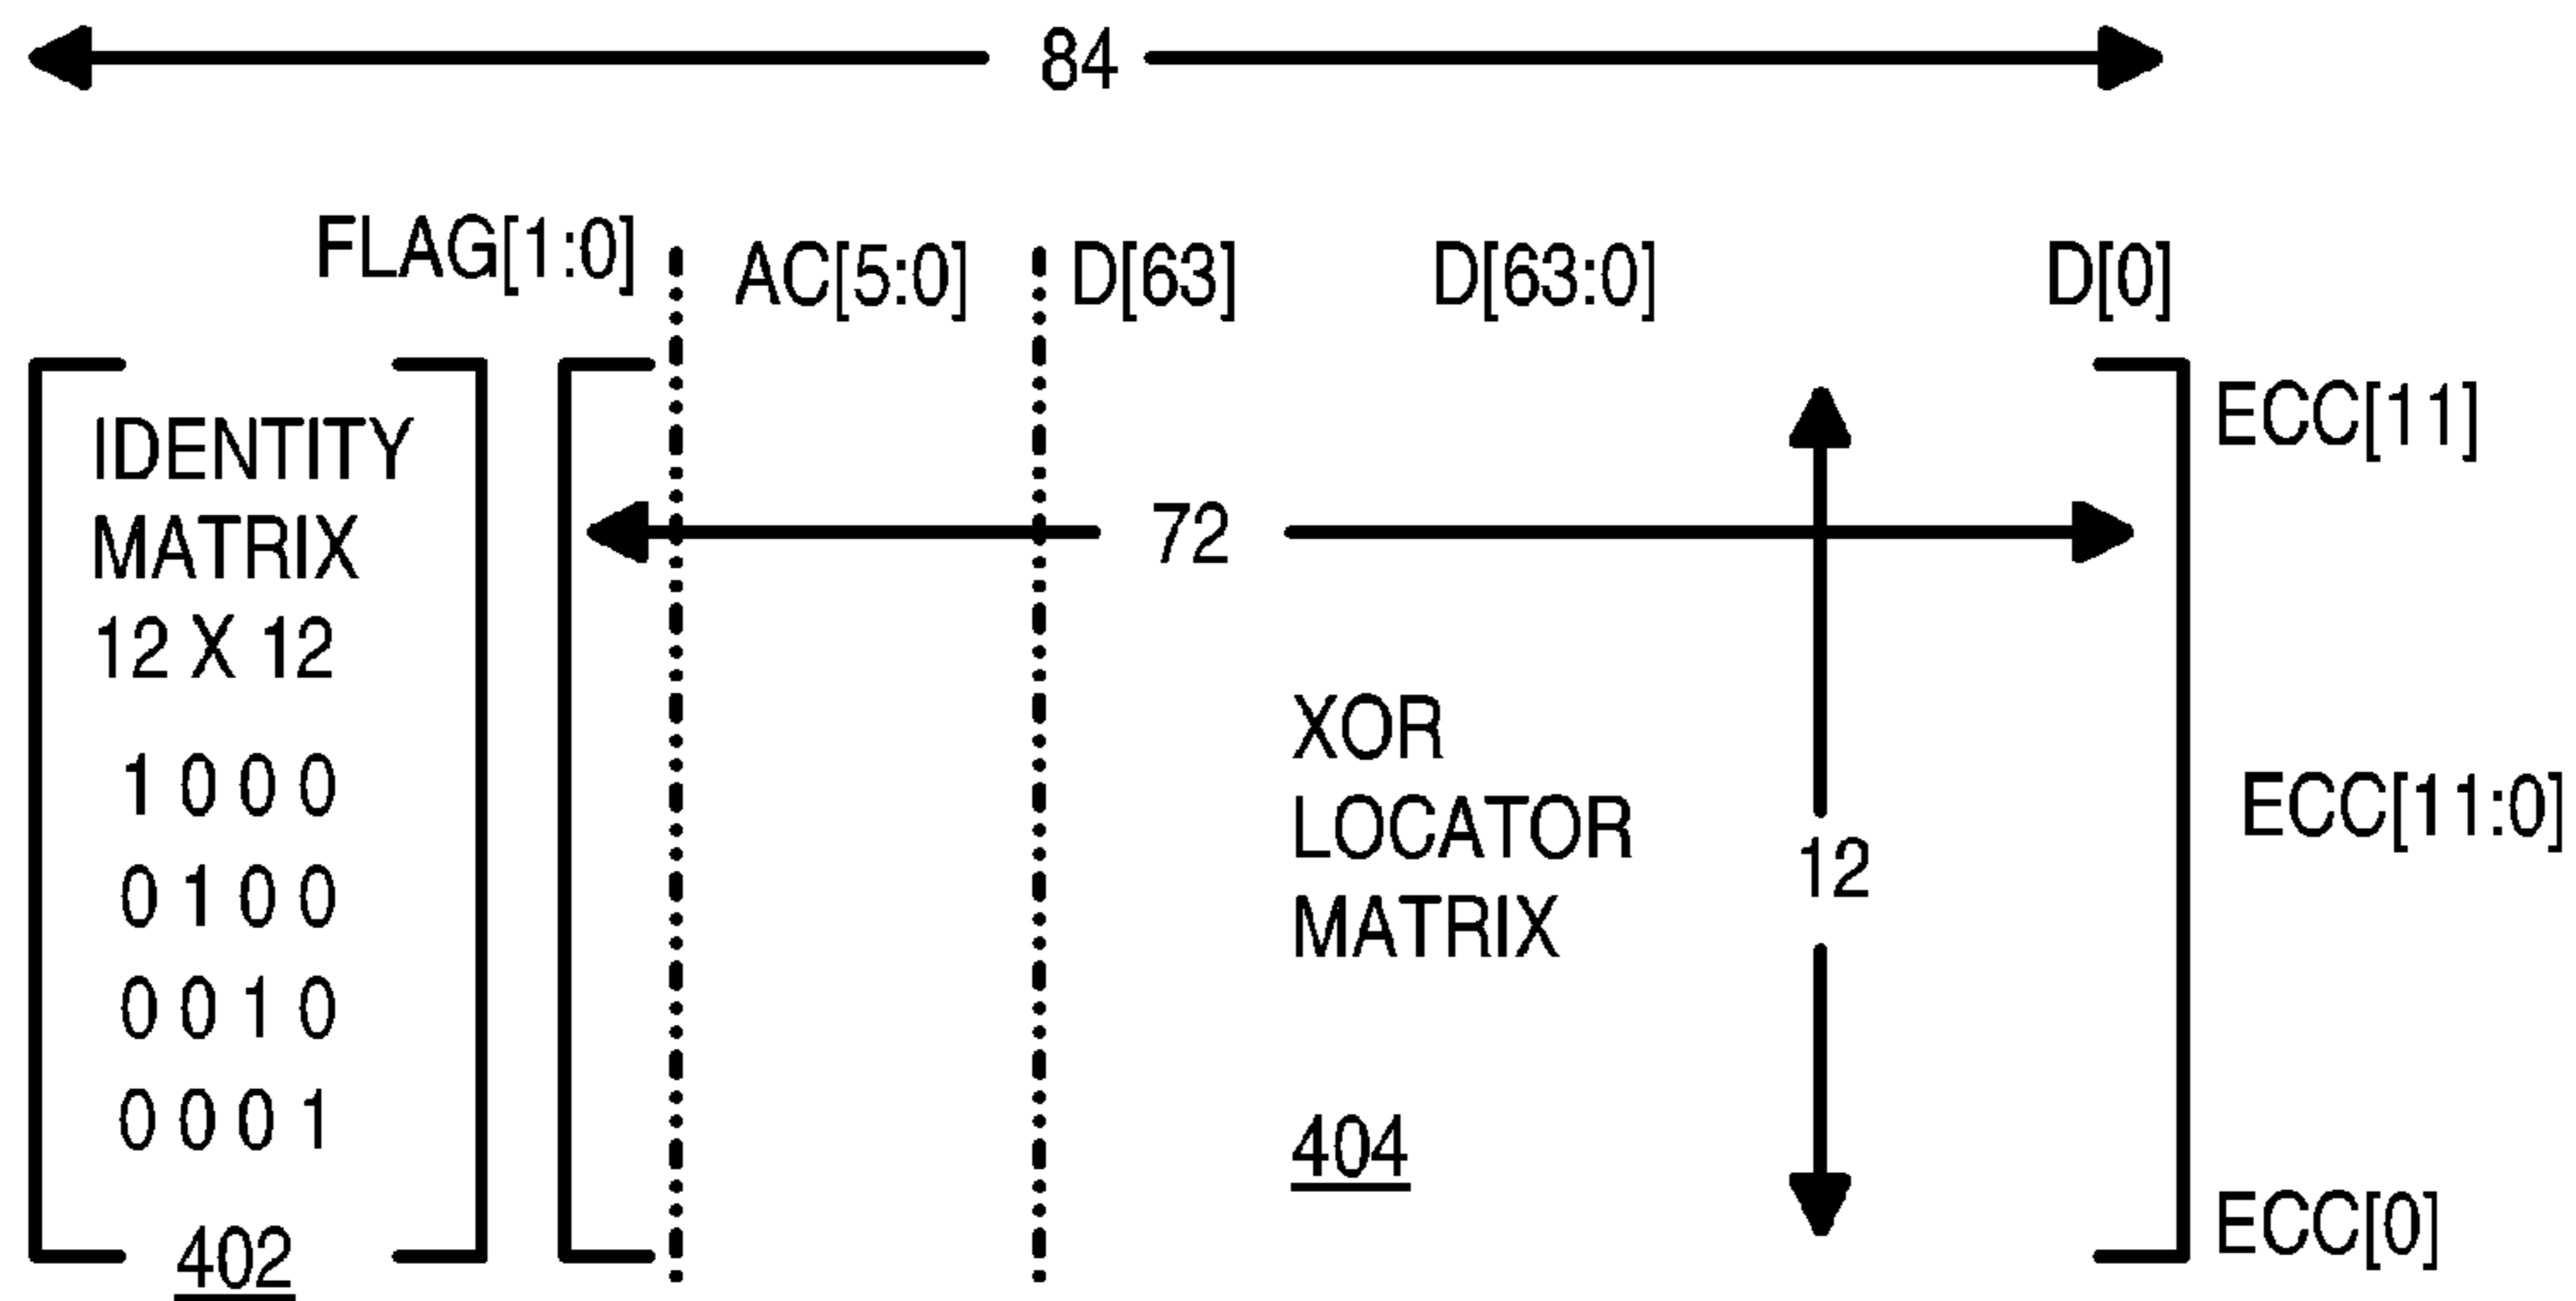 84
FLAG[1:0] AC[5:0] D[63] D[63:0] D[0]
IDENTITY
MATRIX
12 X 12
1 0 0 0
0 1 0 0
0 0 1 0
0 0 0 1
402
72
XOR
LOCATOR
MATRIX
404
12
ECC[11]
ECC[11:0]
ECC[0]